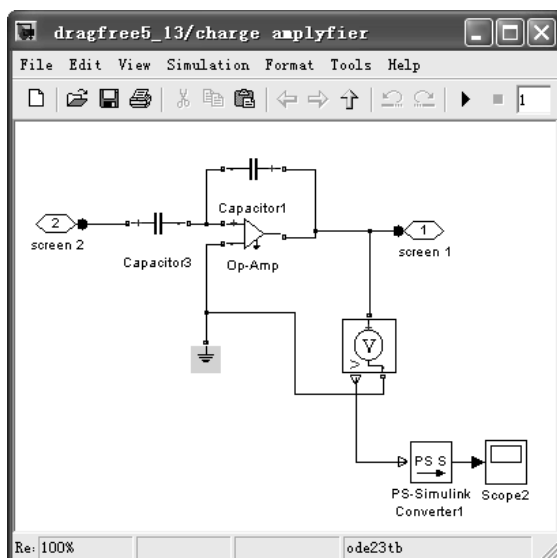 dragfree5_13/charge amplyfier
File Edit View Simulation Format Tools Help
1
Capacitor1
2
screen 2
Capacitor3
Op-Amp
1
screen 1
V
V
PS S
PS-Simulink
Converter1
Scope2
Re: 100%
ode23tb